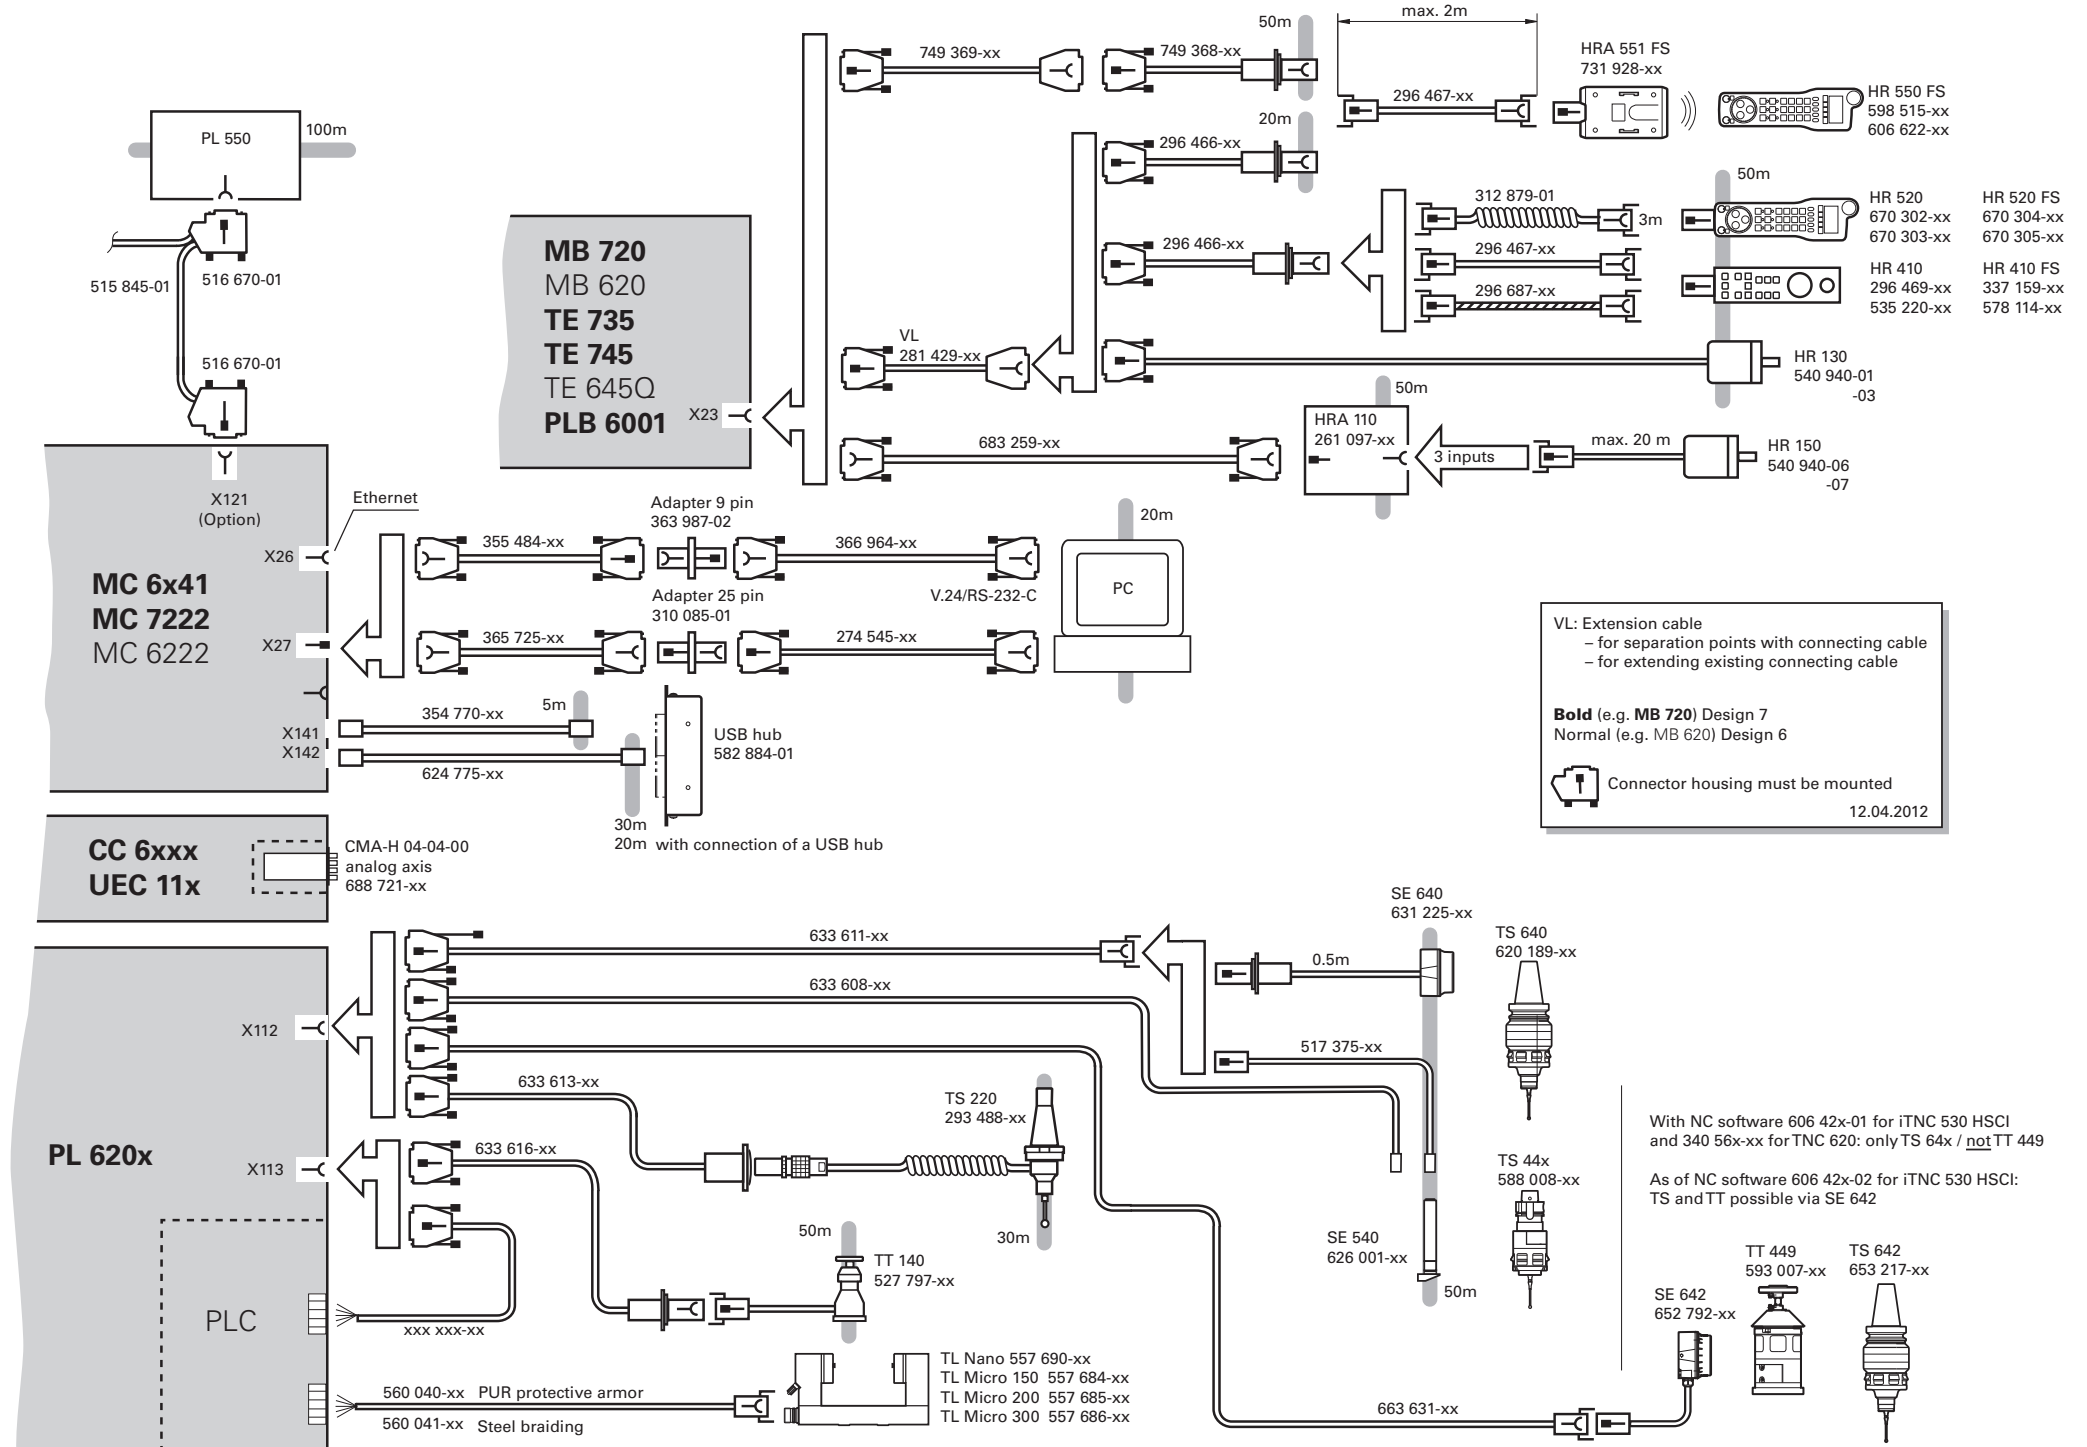 PL 550
100m
515 845-01
516 670-01
516 670-01
X121
(Option)
MB 720
MB 620
TE 735
TE 745
TE 645Q
PLB 6001
X23
749 369-xx
749 368-xx
50m
max. 2m
296 467-xx
HRA 551 FS
731 928-xx
HR 550 FS
598 515-xx
606 622-xx
20m
296 466-xx
296 466-xx
312 879-01
3m
296 467-xx
296 687-xx
50m
HR 520
670 302-xx
670 303-xx
HR 520 FS
670 304-xx
670 305-xx
HR 410
296 469-xx
535 220-xx
HR 410 FS
337 159-xx
578 114-xx
VL
281 429-xx
HR 130
540 940-01
-03
683 259-xx
50m
HRA 110
261 097-xx
3 inputs
max. 20 m
HR 150
540 940-06
-07
MC 6x41
MC 7222
MC 6222
Ethernet
X26
X27
X141
X142
355 484-xx
Adapter 9 pin
363 987-02
366 964-xx
V.24/RS-232-C
365 725-xx
Adapter 25 pin
310 085-01
274 545-xx
20m
PC
354 770-xx
5m
624 775-xx
USB hub
582 884-01
30m
20m with connection of a USB hub
VL: Extension cable
– for separation points with connecting cable
– for extending existing connecting cable
Bold (e.g. MB 720) Design 7
Normal (e.g. MB 620) Design 6
Connector housing must be mounted
12.04.2012
CC 6xxx
UEC 11x
CMA-H 04-04-00
analog axis
688 721-xx
PL 620x
X112
X113
PLC
633 611-xx
633 608-xx
633 613-xx
633 616-xx
xxx xxx-xx
SE 640
631 225-xx
0.5m
517 375-xx
TS 640
620 189-xx
TS 220
293 488-xx
30m
50m
TT 140
527 797-xx
SE 540
626 001-xx
50m
TS 44x
588 008-xx
With NC software 606 42x-01 for iTNC 530 HSCI
and 340 56x-xx for TNC 620: only TS 64x / not TT 449
As of NC software 606 42x-02 for iTNC 530 HSCI:
TS and TT possible via SE 642
TT 449
593 007-xx
TS 642
653 217-xx
SE 642
652 792-xx
663 631-xx
560 040-xx PUR protective armor
560 041-xx Steel braiding
TL Nano 557 690-xx
TL Micro 150 557 684-xx
TL Micro 200 557 685-xx
TL Micro 300 557 686-xx